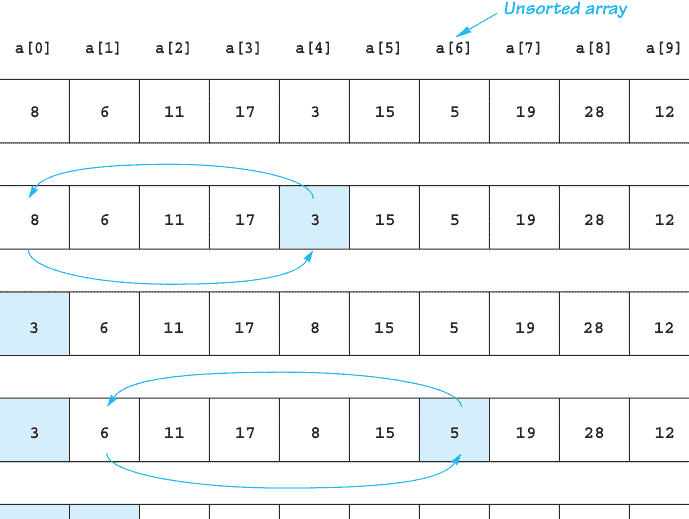 Unsorted array
a[0] a[1] a[2] a[3] a[4] a[5] a[6] a[7] a[8] a[9]
8 6 11 17 3 15 5 19 28 12
8 6 11 17 3 15 5 19 28 12
3 6 11 17 8 15 5 19 28 12
3 6 11 17 8 15 5 19 28 12